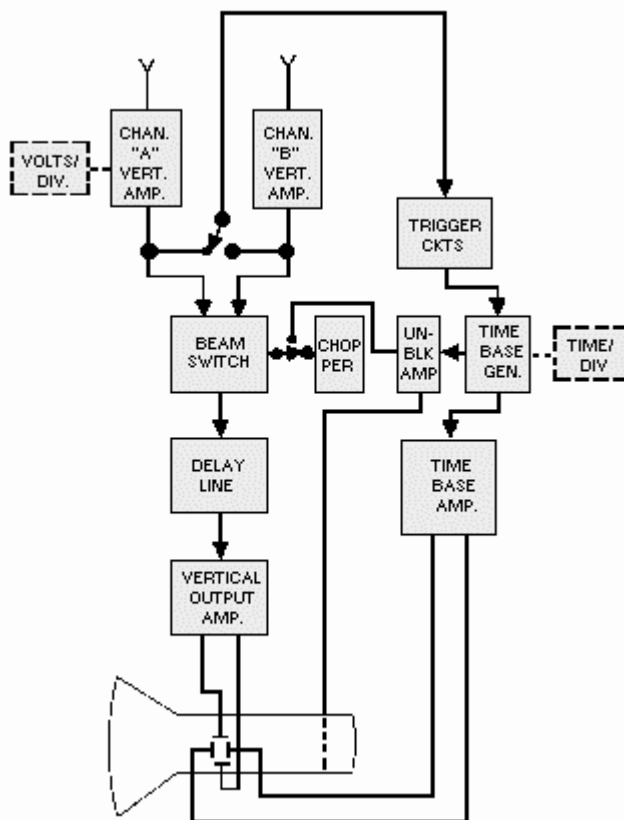 CHAN.
"A"
VERT.
AMP.
CHAN.
"B"
VERT.
AMP.
VOLTS/
DIV.
TRIGGER
CKTS
BEAM
SWITCH
CHOP
PER
UN-
BLK
AMP
TIME
BASE
GEN.
TIME/
DIV
DELAY
LINE
TIME
BASE
AMP.
VERTICAL
OUTPUT
AMP.